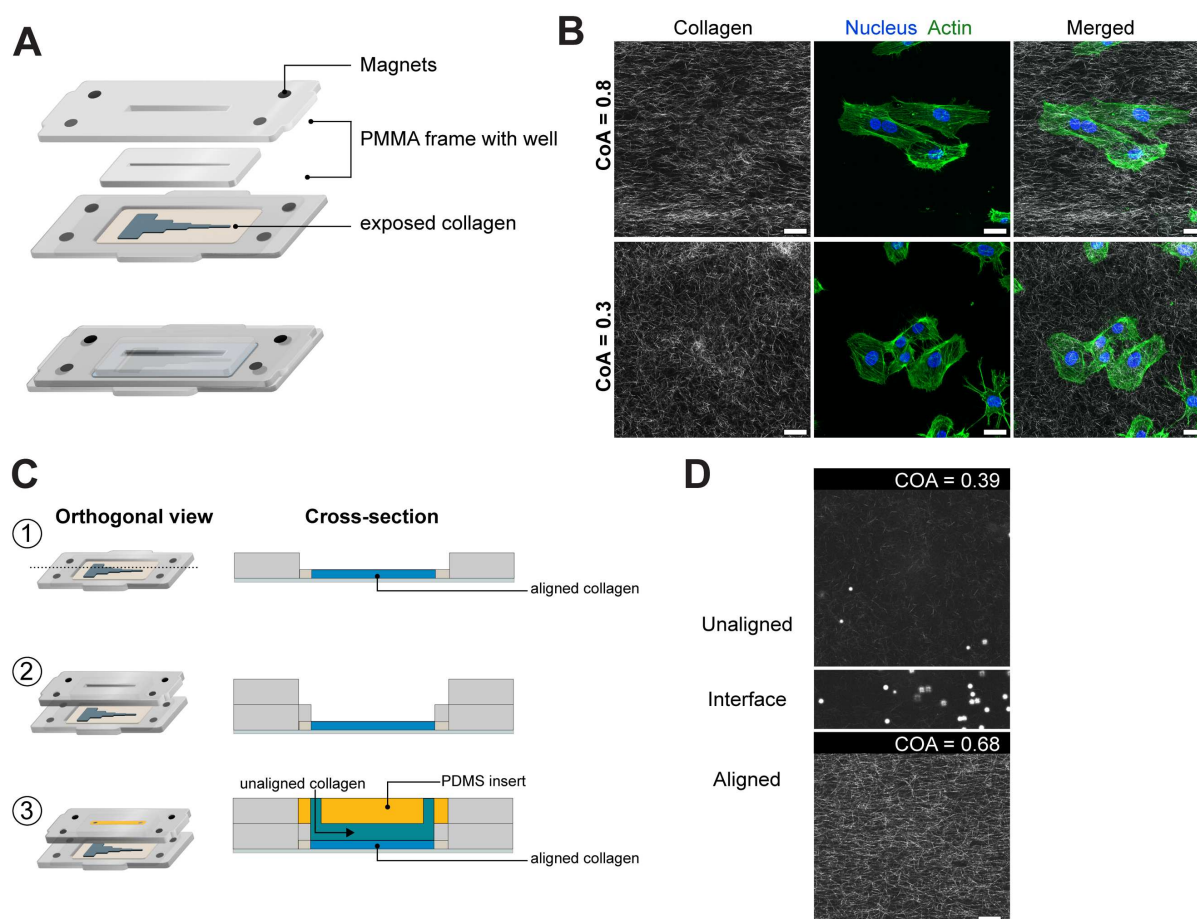 A
Magnets
PMMA frame with well
exposed collagen
B
Collagen
Nucleus Actin
Merged
CoA = 0.8
CoA = 0.3
C
Orthogonal view
Cross-section
1
aligned collagen
2
3
unaligned collagen
PDMS insert
aligned collagen
D
COA = 0.39
Unaligned
Interface
COA = 0.68
Aligned